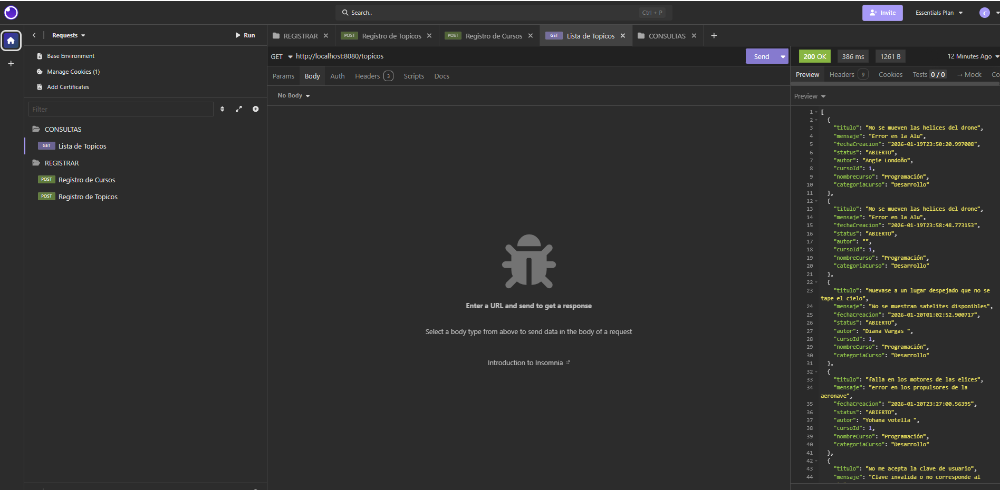 Search..
Ctrl + P
Invite
Essentials Plan
C
Requests
Run
Base Environment
Manage Cookies (1)
Add Certificates
Filter
CONSULTAS
GET Lista de Topicos
REGISTRAR
POST Registro de Cursos
POST Registro de Topicos
REGISTRAR
POST Registro de Topicos
POST Registro de Cursos
GET Lista de Topicos
CONSULTAS
GET http://localhost:8080/topicos
Send
Params Body Auth Headers 3 Scripts Docs
No Body
Enter a URL and send to get a response
Select a body type from above to send data in the body of a request
Introduction to Insomnia
200 OK 386 ms 1261 B 12 Minutes Ago
Preview Headers 9 Cookies Tests 0 / 0 → Mock Co
Preview
1 [
2 {
3 "titulo": "Mo se mueven las helices del drone",
4 "mensaje": "Error en la Alu",
5 "fechaCreacion": "2026-01-19T23:50:20.997008",
6 "status": "ABIERTO",
7 "autor": "Angie Londoño",
8 "cursoId": 1,
9 "nombreCurso": "Programación",
10 "categoriaCurso": "Desarrollo"
11 },
12 {
13 "titulo": "Mo se mueven las helices del drone",
14 "mensaje": "Error en la Alu",
15 "fechaCreacion": "2026-01-19T23:58:48.773153",
16 "status": "ABIERTO",
17 "autor": "",
18 "cursoId": 1,
19 "nombreCurso": "Programación",
20 "categoriaCurso": "Desarrollo"
21 },
22 {
23 "titulo": "Muevase a un lugar despejado que no se
tape el cielo",
24 "mensaje": "No se muestran satelites disponibles",
25 "fechaCreacion": "2026-01-20T01:02:52.900717",
26 "status": "ABIERTO",
27 "autor": "Diana Vargas ",
28 "cursoId": 1,
29 "nombreCurso": "Programación",
30 "categoriaCurso": "Desarrollo"
31 },
32 {
33 "titulo": "falla en los motores de las elices",
34 "mensaje": "error en los propulsores de la
aeronave",
35 "fechaCreacion": "2026-01-20T23:27:00.56395",
36 "status": "ABIERTO",
37 "autor": "Yohana votella ",
38 "cursoId": 1,
39 "nombreCurso": "Programación",
40 "categoriaCurso": "Desarrollo"
41 },
42 {
43 "titulo": "No me acepta la clave de usuario",
44 "mensaje": "Clave invalida o no corresponde al